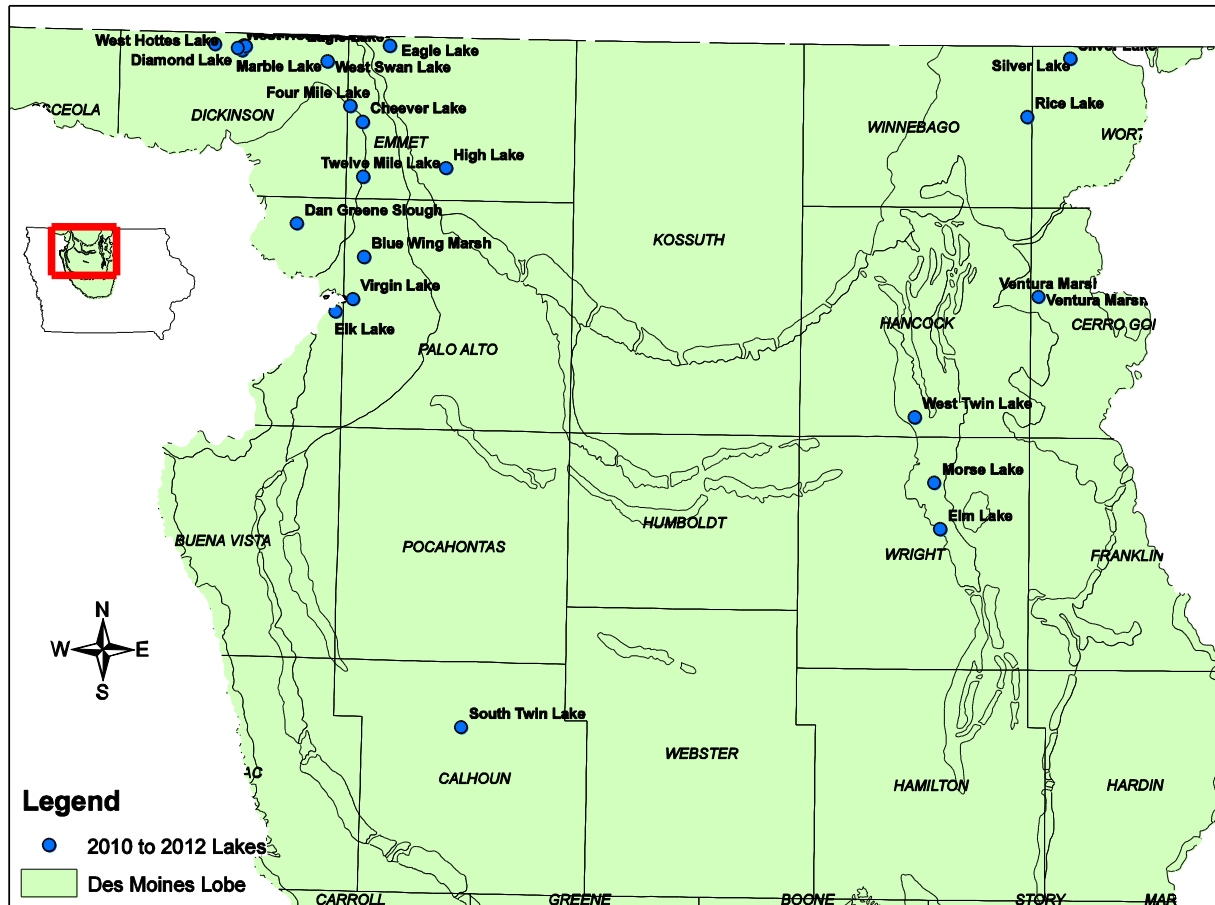 West Hottes Lake
Eagle Lake
Diamond Lake
Marble Lake
West Swan Lake
Silver Lake
Four Mile Lake
Cheever Lake
Rice Lake
DICKINSON
WINNEBAGO
EMMET
High Lake
Twelve Mile Lake
Dan Greene Slough
KOSSUTH
Blue Wing Marsh
Virgin Lake
Ventura Marsh
HANCOCK
Elk Lake
PALO ALTO
West Twin Lake
Morse Lake
Elm Lake
HUMBOLDT
BUENA VISTA
POCAHONTAS
WRIGHT
FRANKLIN
N
W
E
S
South Twin Lake
WEBSTER
CALHOUN
HAMILTON
HARDIN
Legend
2010 to 2012 Lakes
Des Moines Lobe
CARROLL
GREENE
BOONE
STORY
MAR